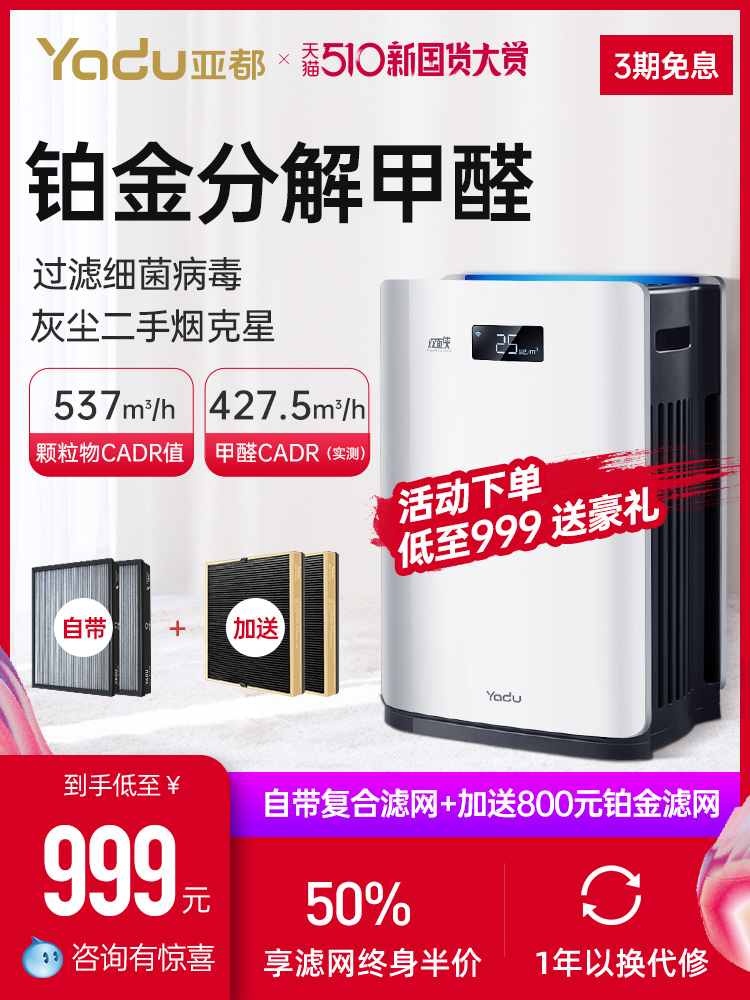 Yadu亚都 × 天猫510新国货大赏
3期免息
铂金分解甲醛
过滤细菌病毒
灰尘二手烟克星
537m³/h
颗粒物CADR值
427.5m³/h
甲醛CADR（实测）
双面侠
25μg/m³
活动下单
低至999 送豪礼
自带
+
加送
Yadu
到手低至¥
999元
咨询有惊喜
自带复合滤网+加送800元铂金滤网
50%
享滤网终身半价
1年以换代修